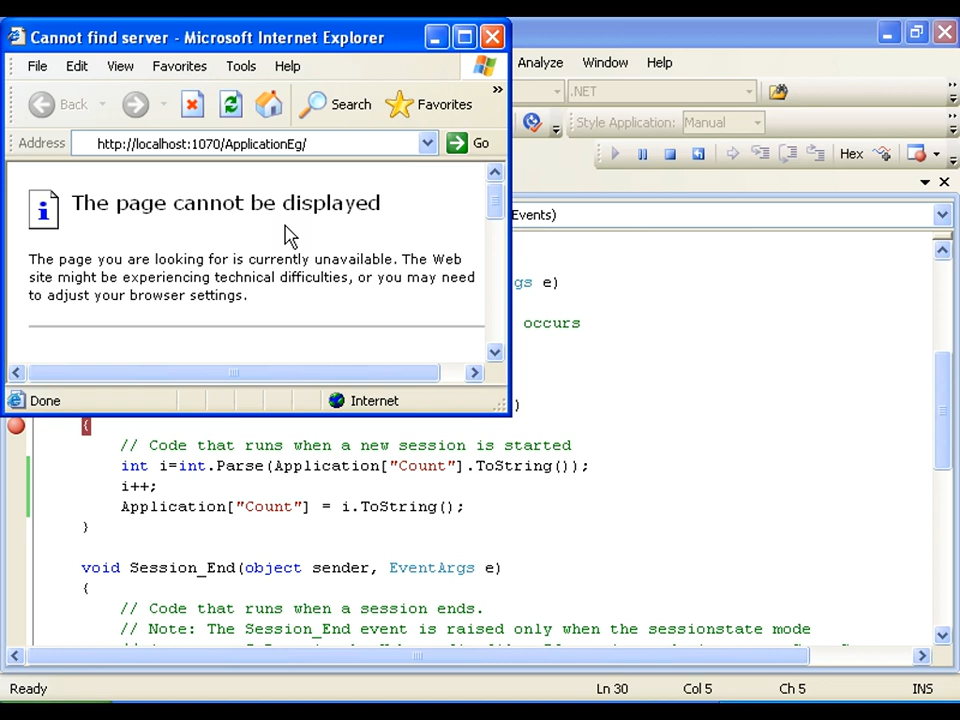 Cannot find server - Microsoft Internet Explorer
File Edit View Favorites Tools Help
Back Search Favorites »
Address http://localhost:1070/ApplicationEg/ Go
The page cannot be displayed
The page you are looking for is currently unavailable. The Web
site might be experiencing technical difficulties, or you may need
to adjust your browser settings.
Done Internet
Analyze Window Help
.NET
Style Application: Manual
Hex
Events)
gs e)
occurs
)
{
// Code that runs when a new session is started
int i=int.Parse(Application["Count"].ToString());
i++;
Application["Count"] = i.ToString();
}
void Session_End(object sender, EventArgs e)
{
// Code that runs when a session ends.
// Note: The Session_End event is raised only when the sessionstate mode
Ready Ln 30 Col 5 Ch 5 INS